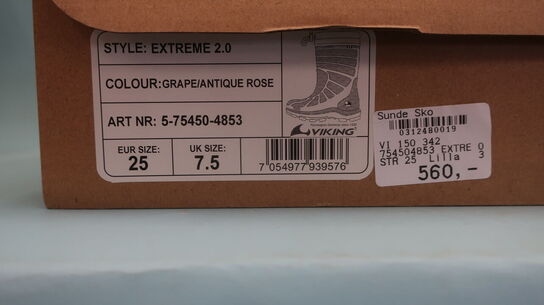 STYLE: EXTREME 2.0
COLOUR:GRAPE/ANTIQUE ROSE
ART NR: 5-75450-4853
VIKING
EUR SIZE:
25
UK SIZE:
7.5
7 054977 939576
Sunde Sko
03124B0019
VI 150 342
754504853 EXTRE 0
STR 25 Lilla 3
560,-